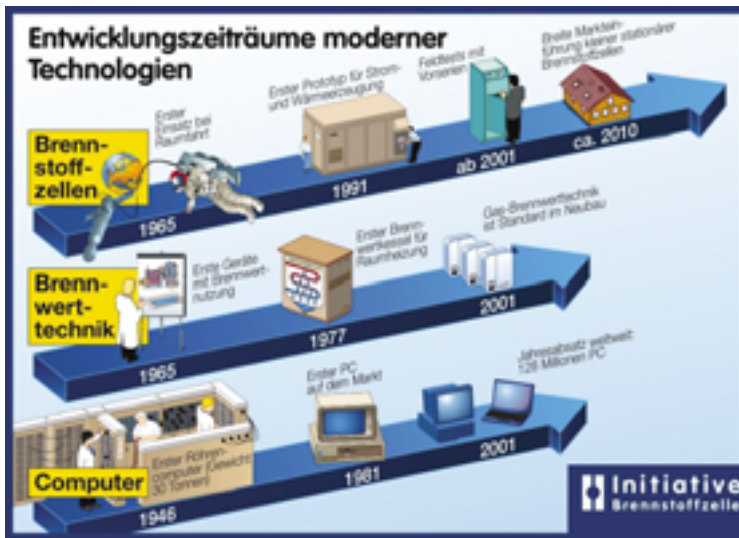 Entwicklungszeiträume moderner
Technologien
Brenn-
stoff-
zellen
Erster
Einsatz bei
Raumfahrt
1965
Erster Prototyp für Strom-
und Wärmeerzeugung
1991
Feldtests mit
Vorserien
ab 2001
Breite Marktein-
führung kleiner stationärer
Brennstoffzellen
ca. 2010
Brenn-
wert-
technik
Erste Geräte
mit Brennwert-
nutzung
1965
Erster Brenn-
wertkessel für
Raumheizung
1977
Gas-Brennwerttechnik
ist Standard im Neubau
2001
Computer
Erster Röhren-
computer (Gewicht:
30 Tonnen)
1946
Erster PC
auf dem Markt
1981
Jahresabsatz weltweit:
128 Millionen PC
2001
Initiative
Brennstoffzelle